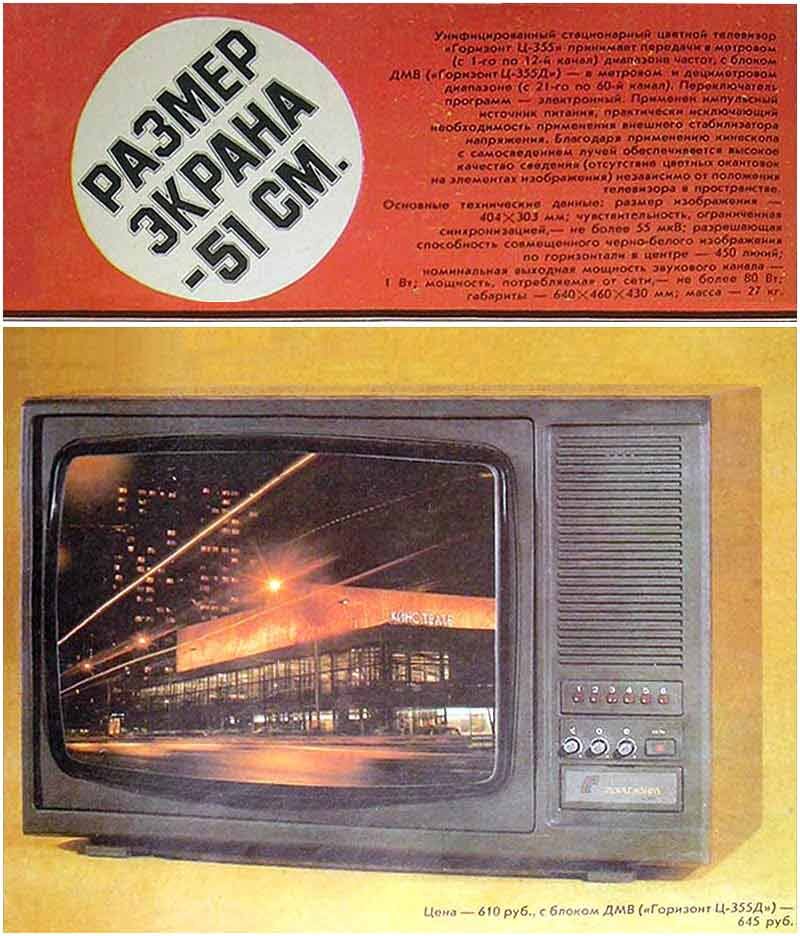 РАЗМЕР
ЭКРАНА
-51 СМ.
Унифицированный стационарный цветной телевизор
«Горизонт Ц-355» принимает передачи в метровом
(с 1-го по 12-й канал) диапазоне частот, с блоком
ДМВ («Горизонт Ц-355Д») — в метровом и дециметровом
диапазоне (с 21-го по 60-й канал). Переключатель
программ — электронный. Применен импульсный
источник питания, практически исключающий
необходимость применения внешнего стабилизатора
напряжения. Благодаря применению кинескопа
с самосведением лучей обеспечивается высокое
качество сведения (отсутствие цветных окантовок
на элементах изображения) независимо от положения
телевизора в пространстве.
Основные технические данные: размер изображения —
404×303 мм; чувствительность, ограниченная
синхронизацией,— не более 55 мкВ; разрешающая
способность совмещенного черно-белого изображения
по горизонтали в центре — 450 линий;
номинальная выходная мощность звукового канала —
1 Вт; мощность, потребляемая от сети,— не более 80 Вт;
габариты — 640×460×430 мм; масса — 27 кг.
КИНОТЕАТР
1 2 3 4 5 6
Цена — 610 руб., с блоком ДМВ («Горизонт Ц-355Д») —
645 руб.